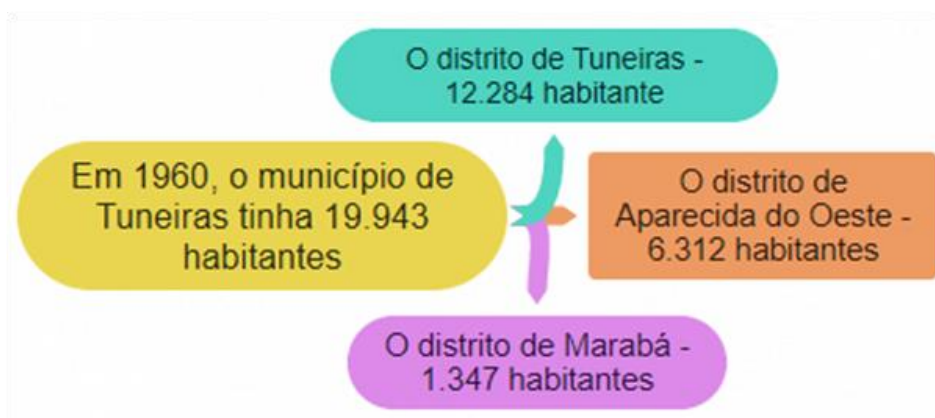 O distrito de Tuneiras -
12.284 habitante
Em 1960, o município de
Tuneiras tinha 19.943
habitantes
O distrito de
Aparecida do Oeste -
6.312 habitantes
O distrito de Marabá -
1.347 habitantes